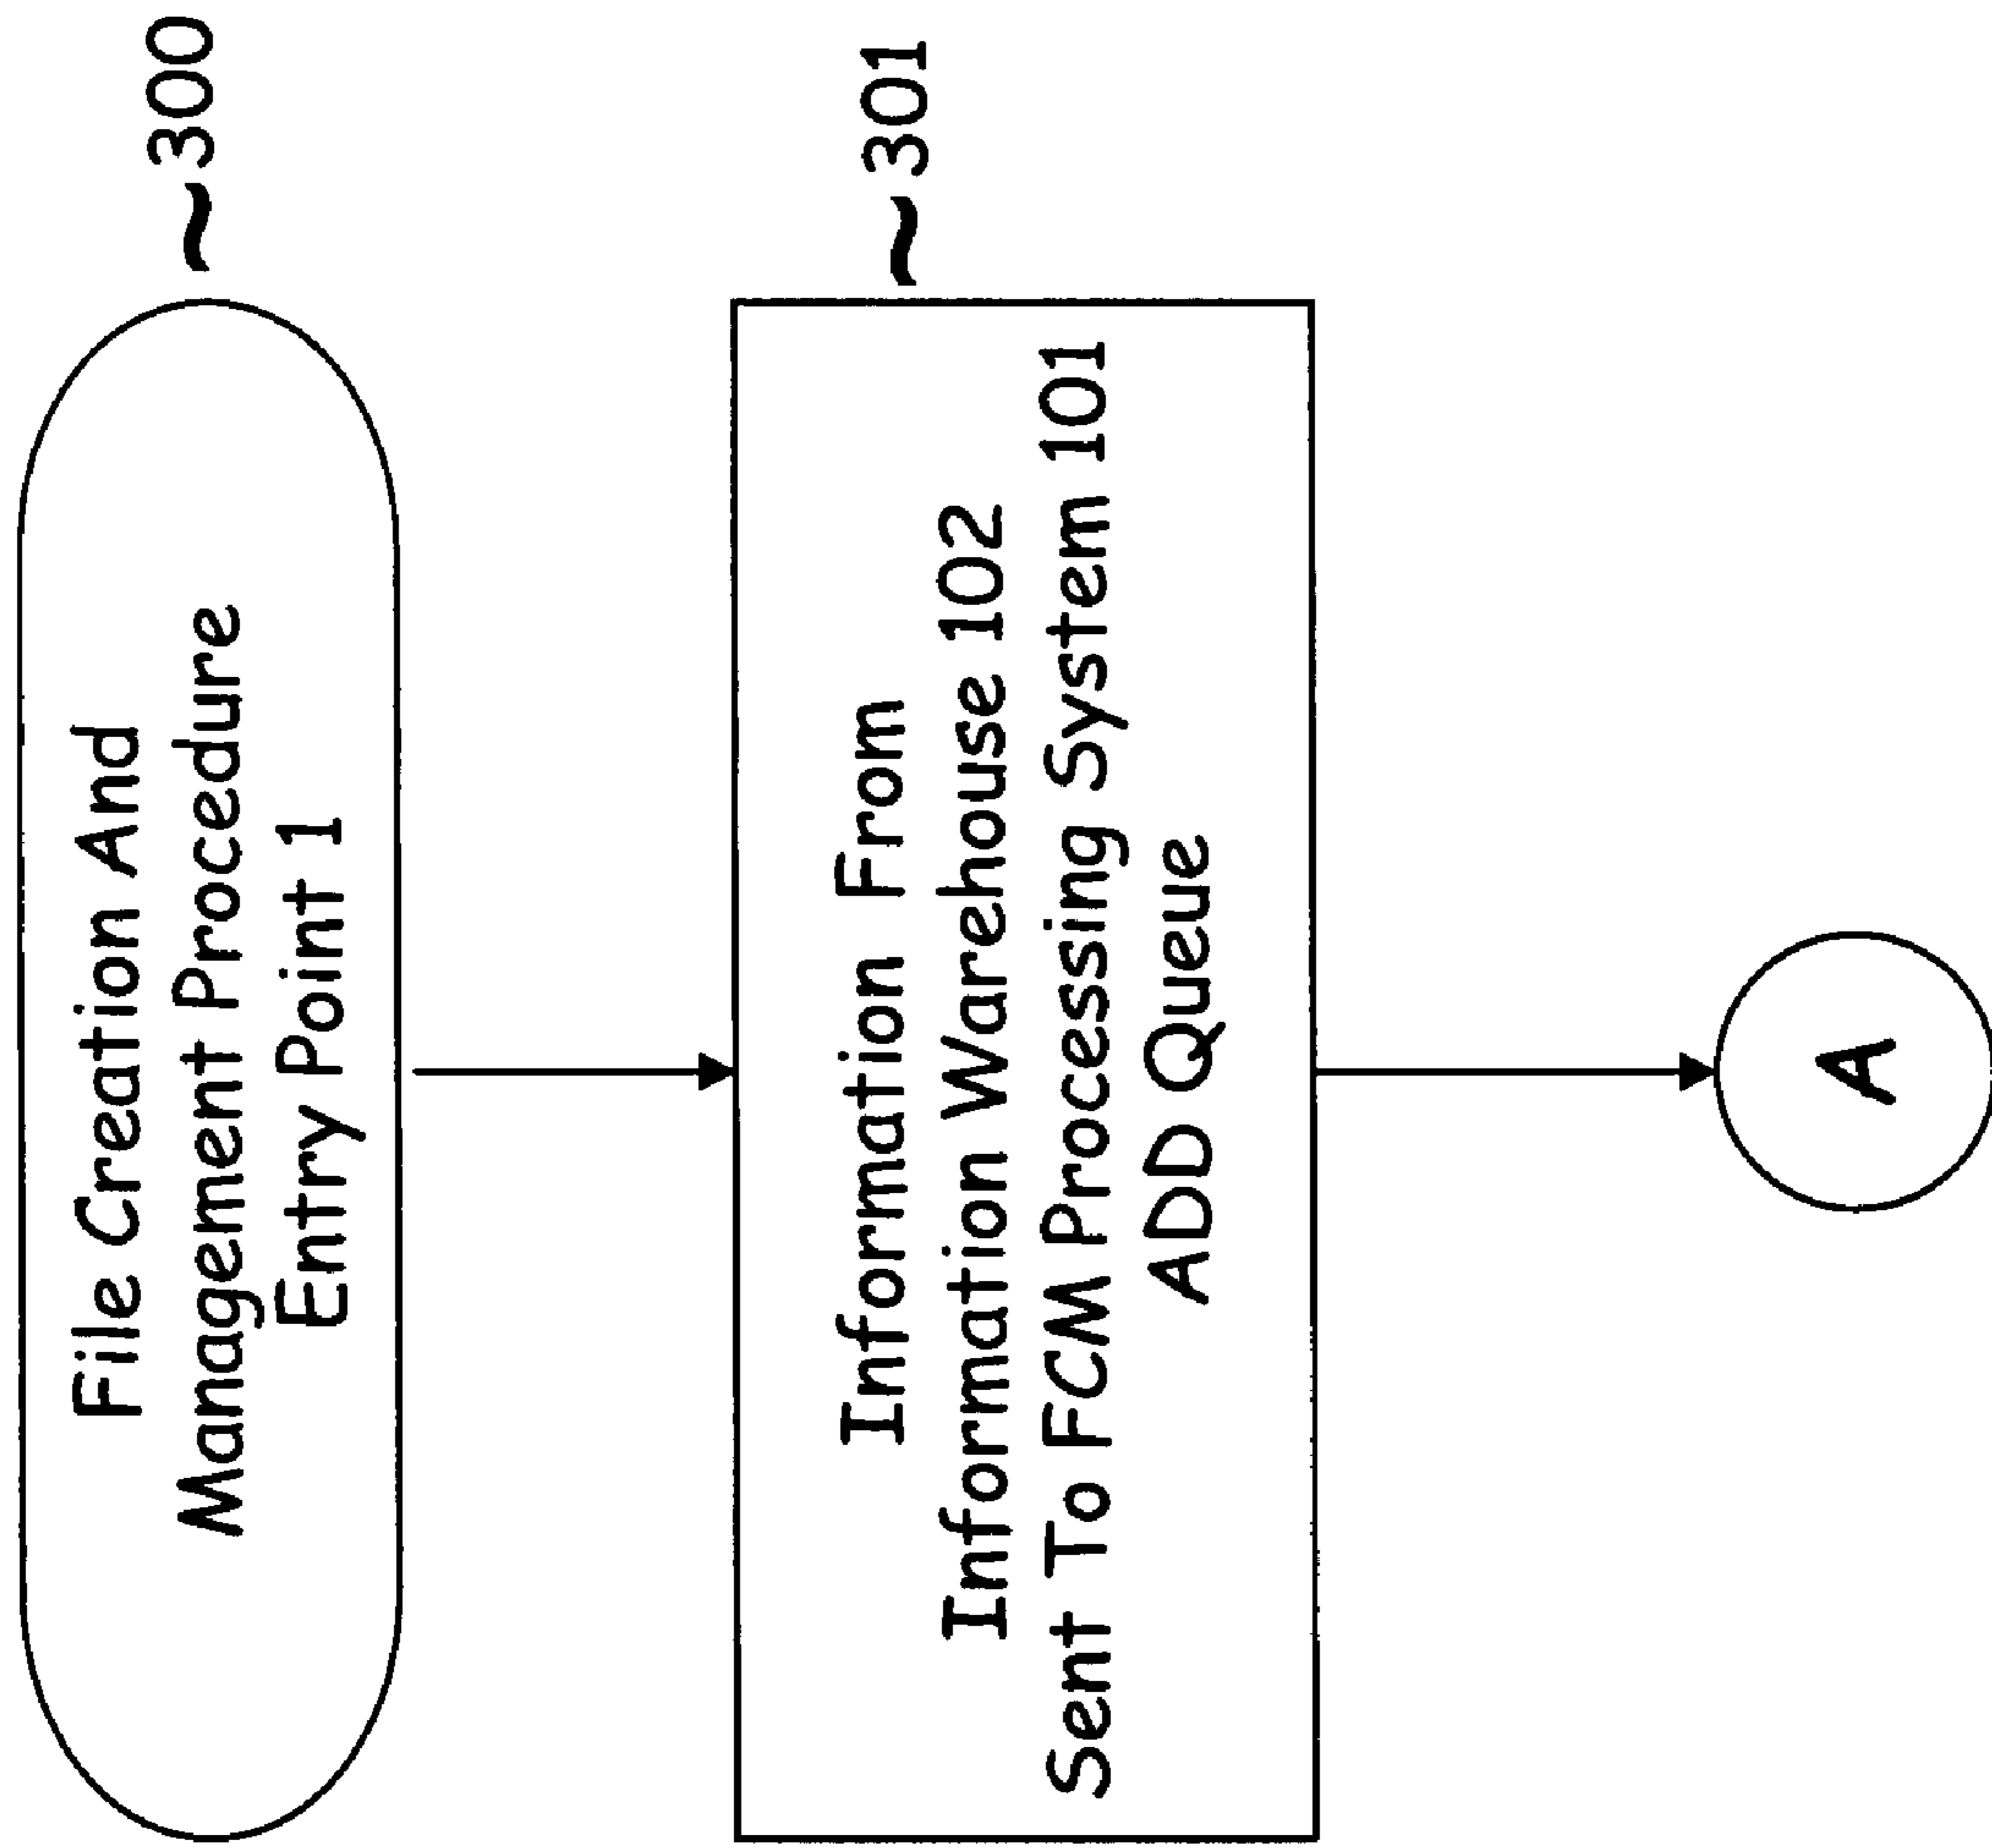 File Creation And
Management Procedure
Entry Point 1
~300
Information From
Information Warehouse 102
Sent To FCM Processing System 101
ADD Queue
~301
A